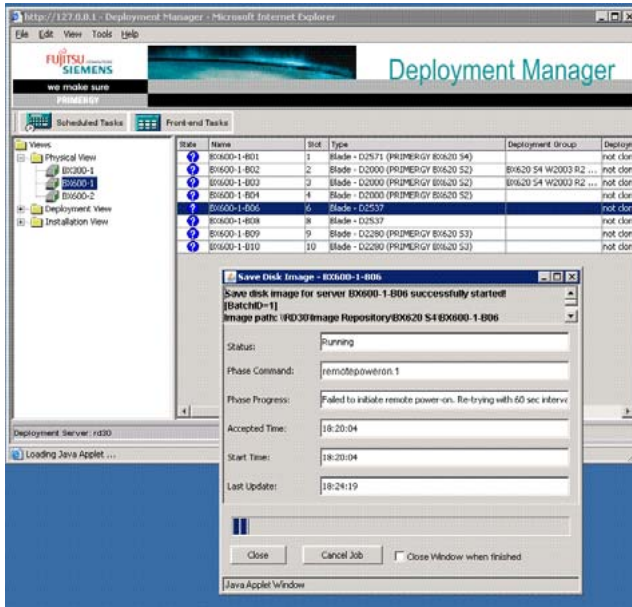 http://127.0.0.1 - Deployment Manager - Microsoft Internet Explorer
File Edit View Tools Help
FUJITSU COMPUTERS
SIEMENS
we make sure
PRIMERGY
Deployment Manager
Scheduled Tasks Front-end Tasks
Views
Physical View
BX300-1
BX600-1
BX600-2
Deployment View
Installation View
State Name Slot Type Deployment Group Deploym
BX600-1-B01 1 Blade - D2571 (PRIMERGY BX620 S4) not clon
BX600-1-B02 2 Blade - D2000 (PRIMERGY BX620 S2) BX620 S4 W2003 R2 ... not clon
BX600-1-B03 3 Blade - D2000 (PRIMERGY BX620 S2) BX620 S4 W2003 R2 ... not clon
BX600-1-B04 4 Blade - D2000 (PRIMERGY BX620 S2) not clon
BX600-1-B06 6 Blade - D2537 not clon
BX600-1-B08 8 Blade - D2537 not clon
BX600-1-B09 9 Blade - D2280 (PRIMERGY BX620 S3) not clon
BX600-1-B10 10 Blade - D2280 (PRIMERGY BX620 S3) not clon
Save Disk Image - BX600-1-B06
Save disk image for server BX600-1-B06 successfully started!
[BatchID=1]
Image path: \\RD30\Image Repository\BX620 S4\BX600-1-B06
Status: Running
Phase Command: remotepoweron.1
Phase Progress: Failed to initiate remote power-on. Re-trying with 60 sec interva
Accepted Time: 18:20:04
Start Time: 18:20:04
Last Update: 18:24:19
Close Cancel Job Close Window when finished
Java Applet Window
Deployment Server: rd30
Loading Java Applet ...